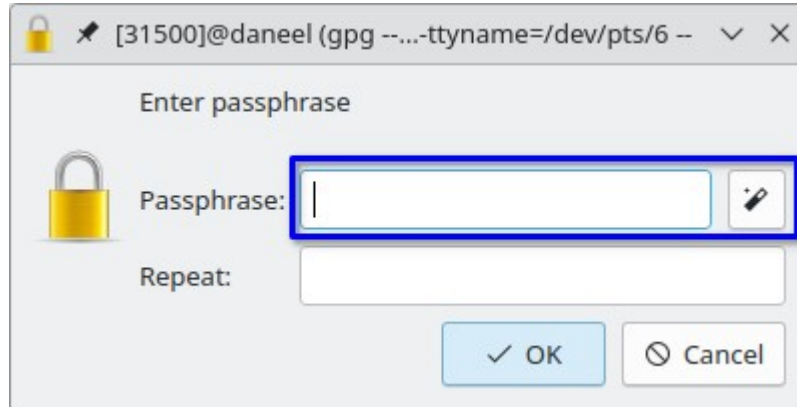 [31500]@daneel (gpg --...-ttyname=/dev/pts/6 --
Enter passphrase
Passphrase:
Repeat:
OK Cancel